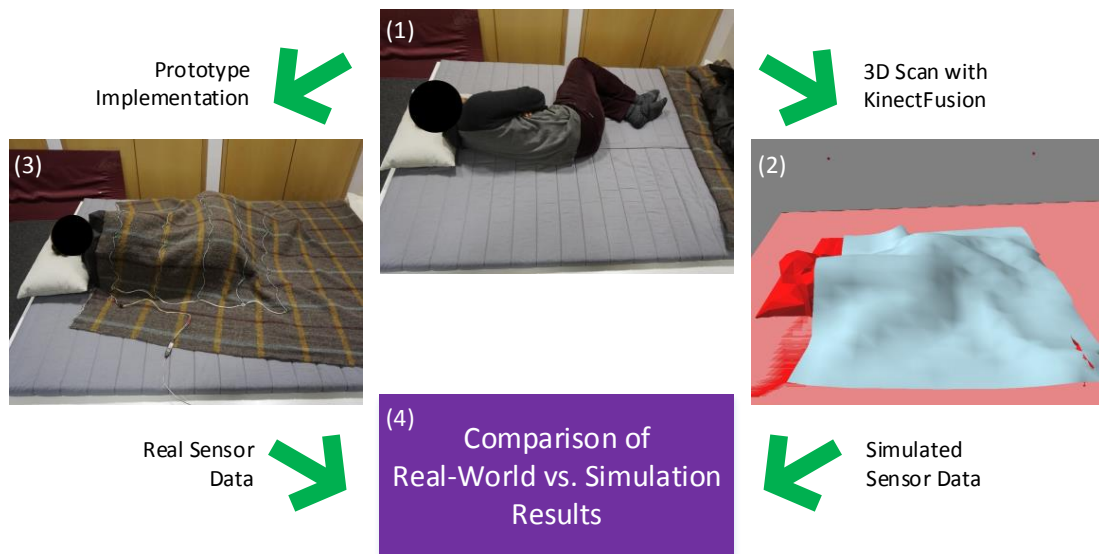 (1)
Prototype
Implementation
3D Scan with
KinectFusion
(3)
(2)
Real Sensor
Data
(4)
Comparison of
Real-World vs. Simulation
Results
Simulated
Sensor Data